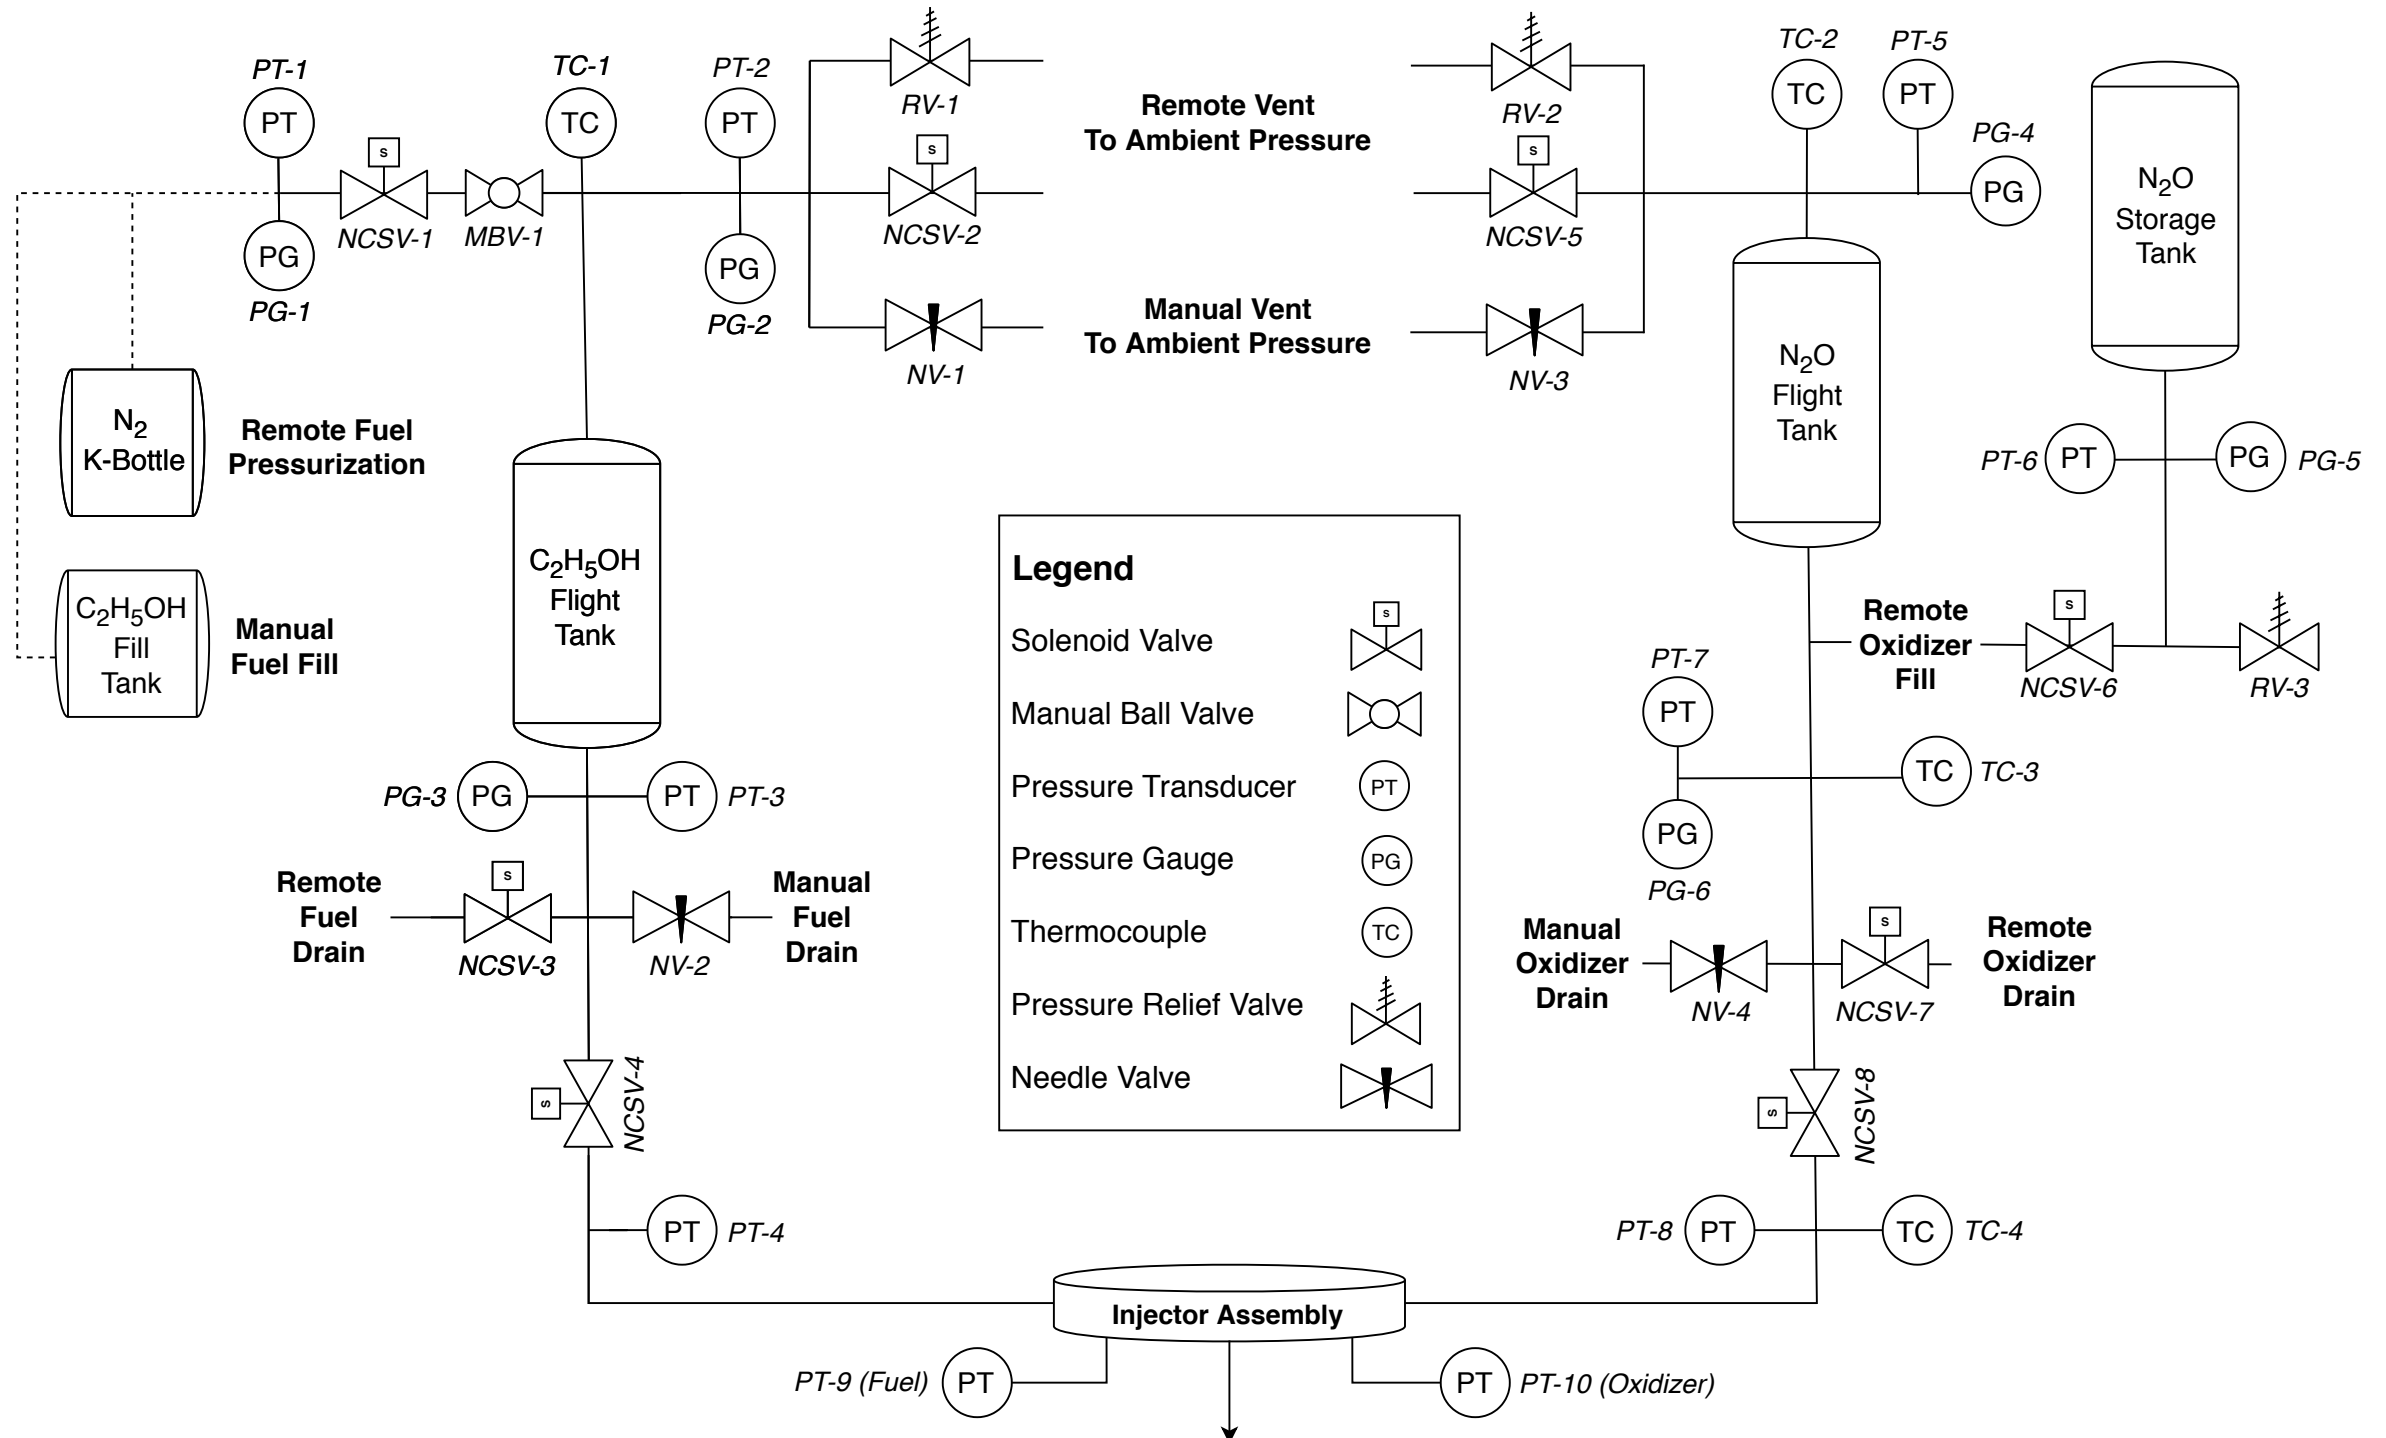 PT-1
PT
PG
PG-1
S
NCSV-1
MBV-1
TC-1
TC
PT-2
PT
PG
PG-2
RV-1
S
NCSV-2
NV-1
Remote Vent
To Ambient Pressure
Manual Vent
To Ambient Pressure
RV-2
S
NCSV-5
NV-3
TC-2
TC
PT-5
PT
PG-4
PG
N2O
Storage
Tank
N2O
Flight
Tank
PT-6
PT
PG
PG-5
N2
K-Bottle
Remote Fuel
Pressurization
C2H5OH
Fill
Tank
Manual
Fuel Fill
C2H5OH
Flight
Tank
PG-3
PG
PT
PT-3
Remote
Fuel
Drain
S
NCSV-3
NV-2
Manual
Fuel
Drain
S
NCSV-4
PT
PT-4
Legend
Solenoid Valve
S
Manual Ball Valve
Pressure Transducer
PT
Pressure Gauge
PG
Thermocouple
TC
Pressure Relief Valve
Needle Valve
Remote
Oxidizer
Fill
S
NCSV-6
RV-3
PT-7
PT
PG
PG-6
TC
TC-3
Manual
Oxidizer
Drain
NV-4
S
NCSV-7
Remote
Oxidizer
Drain
S
NCSV-8
PT-8
PT
TC
TC-4
Injector Assembly
PT-9 (Fuel)
PT
PT
PT-10 (Oxidizer)